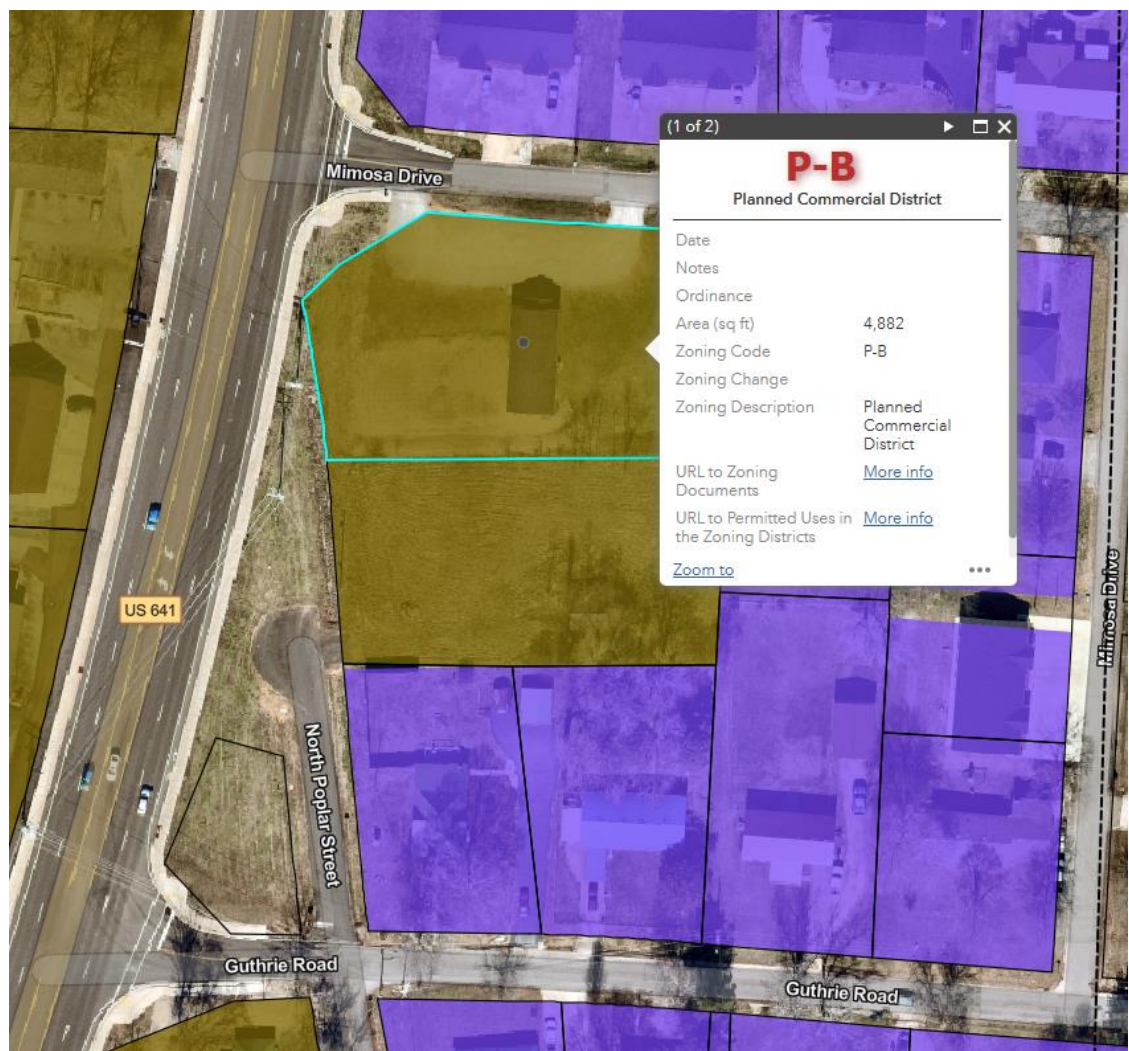 (1 of 2)
P-B
Planned Commercial District
Date
Notes
Ordinance
Area (sq ft) 4,882
Zoning Code P-B
Zoning Change
Zoning Description Planned
Commercial
District
URL to Zoning More info
Documents
URL to Permitted Uses in More info
the Zoning Districts
Zoom to
Mimosa Drive
US 641
Mimosa Drive
North Poplar Street
Guthrie Road
Guthrie Road